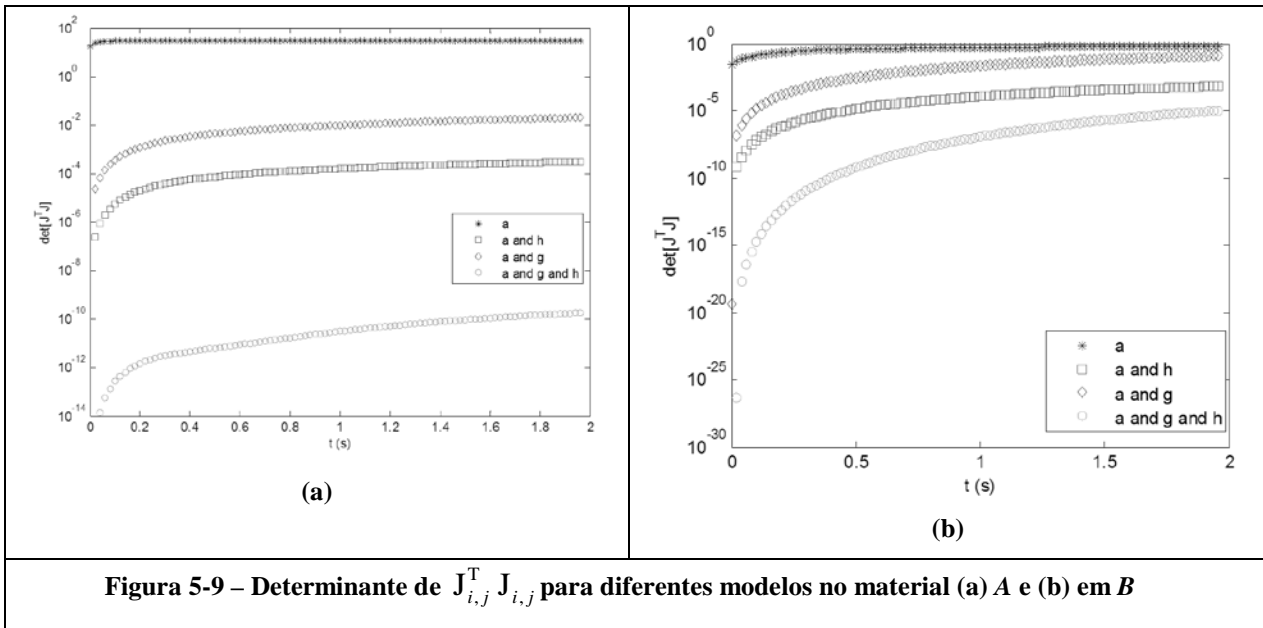 10^2
10^0
10^-2
10^-4
10^-6
10^-8
10^-10
10^-12
10^-14
det[J^T J]
0 0.2 0.4 0.6 0.8 1 1.2 1.4 1.6 1.8 2
t (s)
a
a and h
a and g
a and g and h
(a)
10^0
10^-5
10^-10
10^-15
10^-20
10^-25
10^-30
det[J^T J]
0 0.5 1 1.5 2
t (s)
a
a and h
a and g
a and g and h
(b)
Figura 5-9 – Determinante de J^T_{i,j} J_{i,j} para diferentes modelos no material (a) A e (b) em B